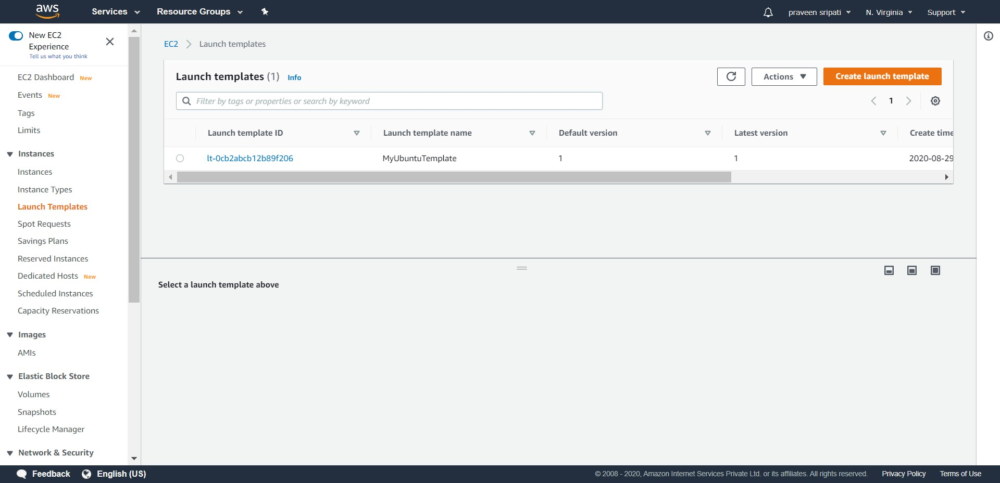 aws Services Resource Groups praveen sripati N. Virginia Support
New EC2
Experience
Tell us what you think
EC2 Dashboard New
Events New
Tags
Limits
Instances
Instances
Instance Types
Launch Templates
Spot Requests
Savings Plans
Reserved Instances
Dedicated Hosts New
Scheduled Instances
Capacity Reservations
Images
AMIs
Elastic Block Store
Volumes
Snapshots
Lifecycle Manager
Network & Security
EC2 Launch templates
Launch templates (1) Info Actions Create launch template
Filter by tags or properties or search by keyword 1
Launch template ID Launch template name Default version Latest version Create time
lt-0cb2abcb12b89f206 MyUbuntuTemplate 1 1 2020-08-29
Select a launch template above
Feedback English (US) © 2008 - 2020, Amazon Internet Services Private Ltd. or its affiliates. All rights reserved. Privacy Policy Terms of Use